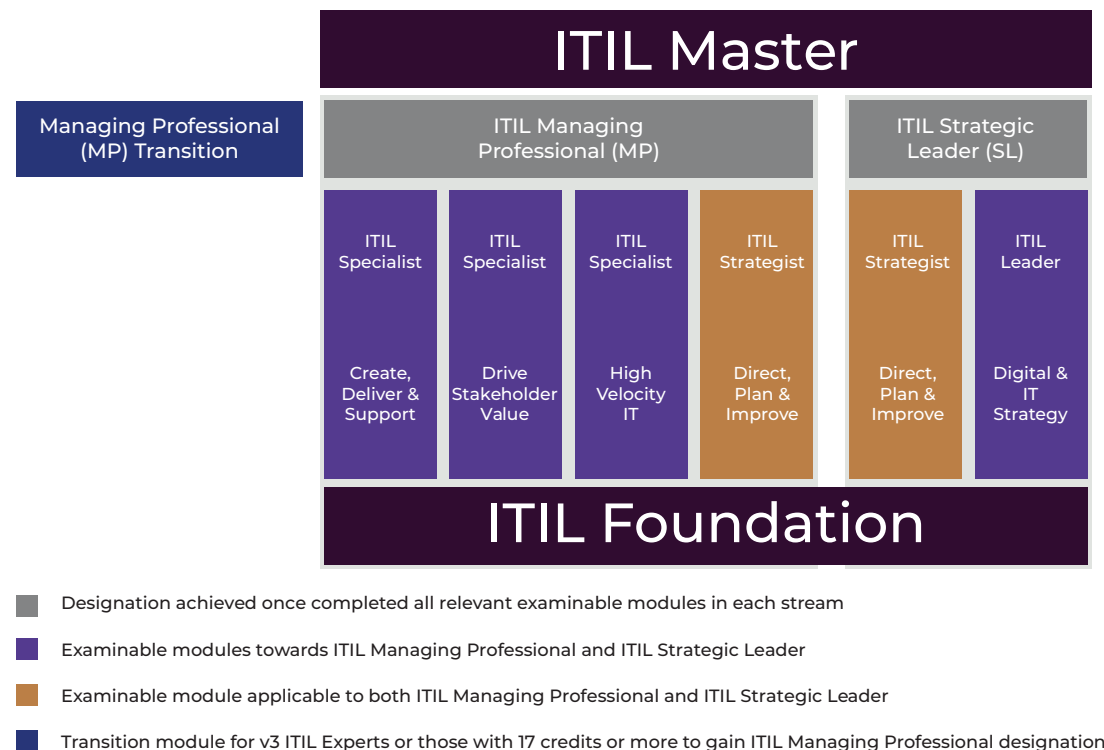 ITIL Master
Managing Professional
(MP) Transition
ITIL Managing
Professional (MP)
ITIL Strategic
Leader (SL)
ITIL
Specialist
Create,
Deliver &
Support
ITIL
Specialist
Drive
Stakeholder
Value
ITIL
Specialist
High
Velocity
IT
ITIL
Strategist
Direct,
Plan &
Improve
ITIL
Strategist
Direct,
Plan &
Improve
ITIL
Leader
Digital &
IT
Strategy
ITIL Foundation
Designation achieved once completed all relevant examinable modules in each stream
Examinable modules towards ITIL Managing Professional and ITIL Strategic Leader
Examinable module applicable to both ITIL Managing Professional and ITIL Strategic Leader
Transition module for v3 ITIL Experts or those with 17 credits or more to gain ITIL Managing Professional designation